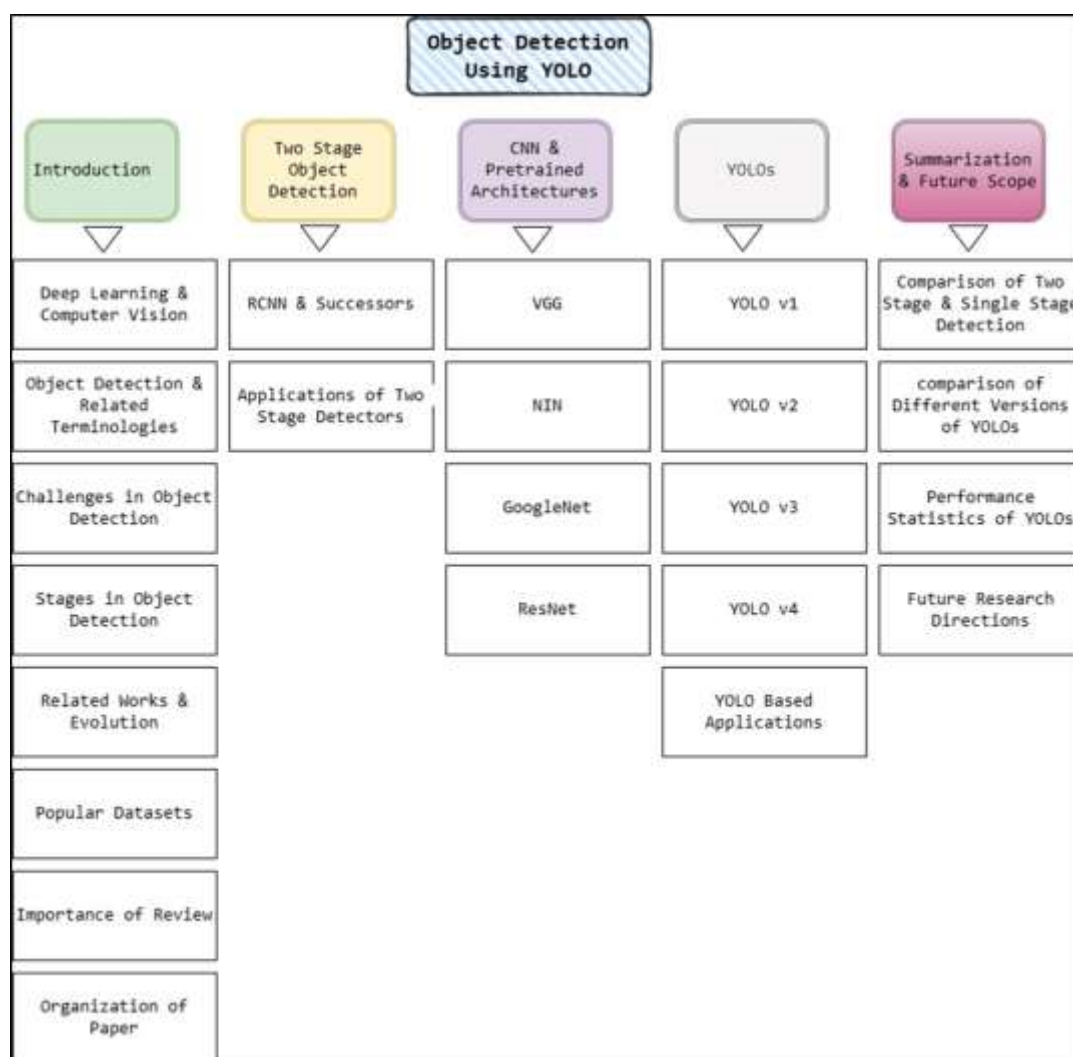 Object Detection
Using YOLO
Introduction
Two Stage
Object
Detection
CNN &
Pretrained
Architectures
YOLOs
Summarization
& Future Scope
Deep Learning &
Computer Vision
Object Detection &
Related
Terminologies
Challenges in Object
Detection
Stages in Object
Detection
Related Works &
Evolution
Popular Datasets
Importance of Review
Organization of
Paper
RCNN & Successors
Applications of Two
Stage Detectors
VGG
NIN
GoogleNet
ResNet
YOLO v1
YOLO v2
YOLO v3
YOLO v4
YOLO Based
Applications
Comparison of Two
Stage & Single Stage
Detection
comparison of
Different Versions
of YOLOs
Performance
Statistics of YOLOs
Future Research
Directions